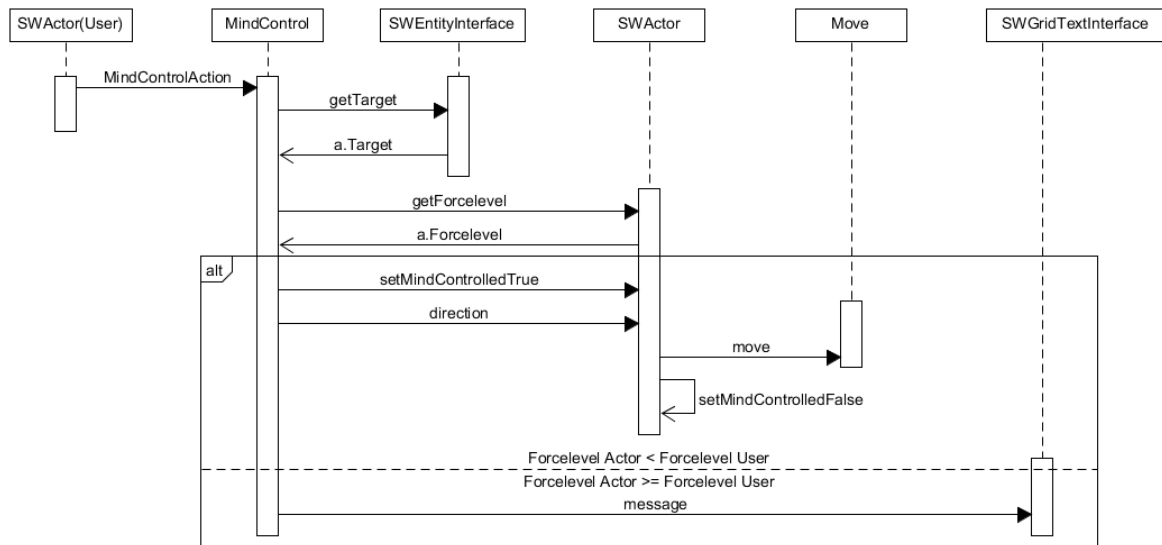 SWActor(User)
MindControl
SWEntityInterface
SWActor
Move
SWGridTextInterface
MindControlAction
getTarget
a.Target
getForcelevel
a.Forcelevel
alt
setMindControlledTrue
direction
move
setMindControlledFalse
Forcelevel Actor < Forcelevel User
Forcelevel Actor >= Forcelevel User
message